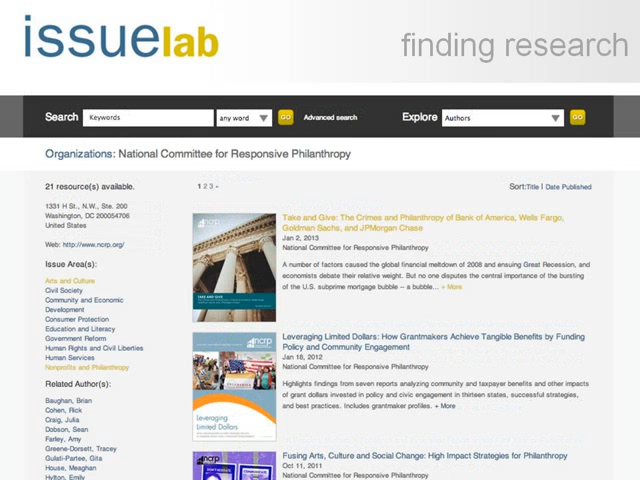 issuelab
finding research
Search Keywords any word GO Advanced search Explore Authors GO
Organizations: National Committee for Responsive Philanthropy
21 resource(s) available.
1 2 3 »
Sort:Title | Date Published
1331 H St., N.W., Ste. 200
Washington, DC 200054706
United States
Web: http://www.ncrp.org/
Issue Area(s):
Arts and Culture
Civil Society
Community and Economic
Development
Consumer Protection
Education and Literacy
Government Reform
Human Rights and Civil Liberties
Human Services
Nonprofits and Philanthropy
Related Author(s):
Baughan, Brian
Cohen, Rick
Craig, Julia
Dobson, Sean
Farley, Amy
Greene-Dorsett, Tracey
Gulati-Partee, Gita
House, Meaghan
Hylton, Emily
ncrp
TAKE AND GIVE
Take and Give: The Crimes and Philanthropy of Bank of America, Wells Fargo,
Goldman Sachs, and JPMorgan Chase
Jan 2, 2013
National Committee for Responsive Philanthropy
A number of factors caused the global financial meltdown of 2008 and ensuing Great Recession, and
economists debate their relative weight. But no one disputes the central importance of the bursting
of the U.S. subprime mortgage bubble -- a bubble... + More
ncrp
Leveraging
Limited Dollars
Leveraging Limited Dollars: How Grantmakers Achieve Tangible Benefits by Funding
Policy and Community Engagement
Jan 18, 2012
National Committee for Responsive Philanthropy
Highlights findings from seven reports analyzing community and taxpayer benefits and other impacts
of grant dollars invested in policy and civic engagement in thirteen states, successful strategies,
and best practices. Includes grantmaker profiles. + More
ncrp
Fusing Arts, Culture and Social Change: High Impact Strategies for Philanthropy
Oct 11, 2011
National Committee for Responsive Philanthropy